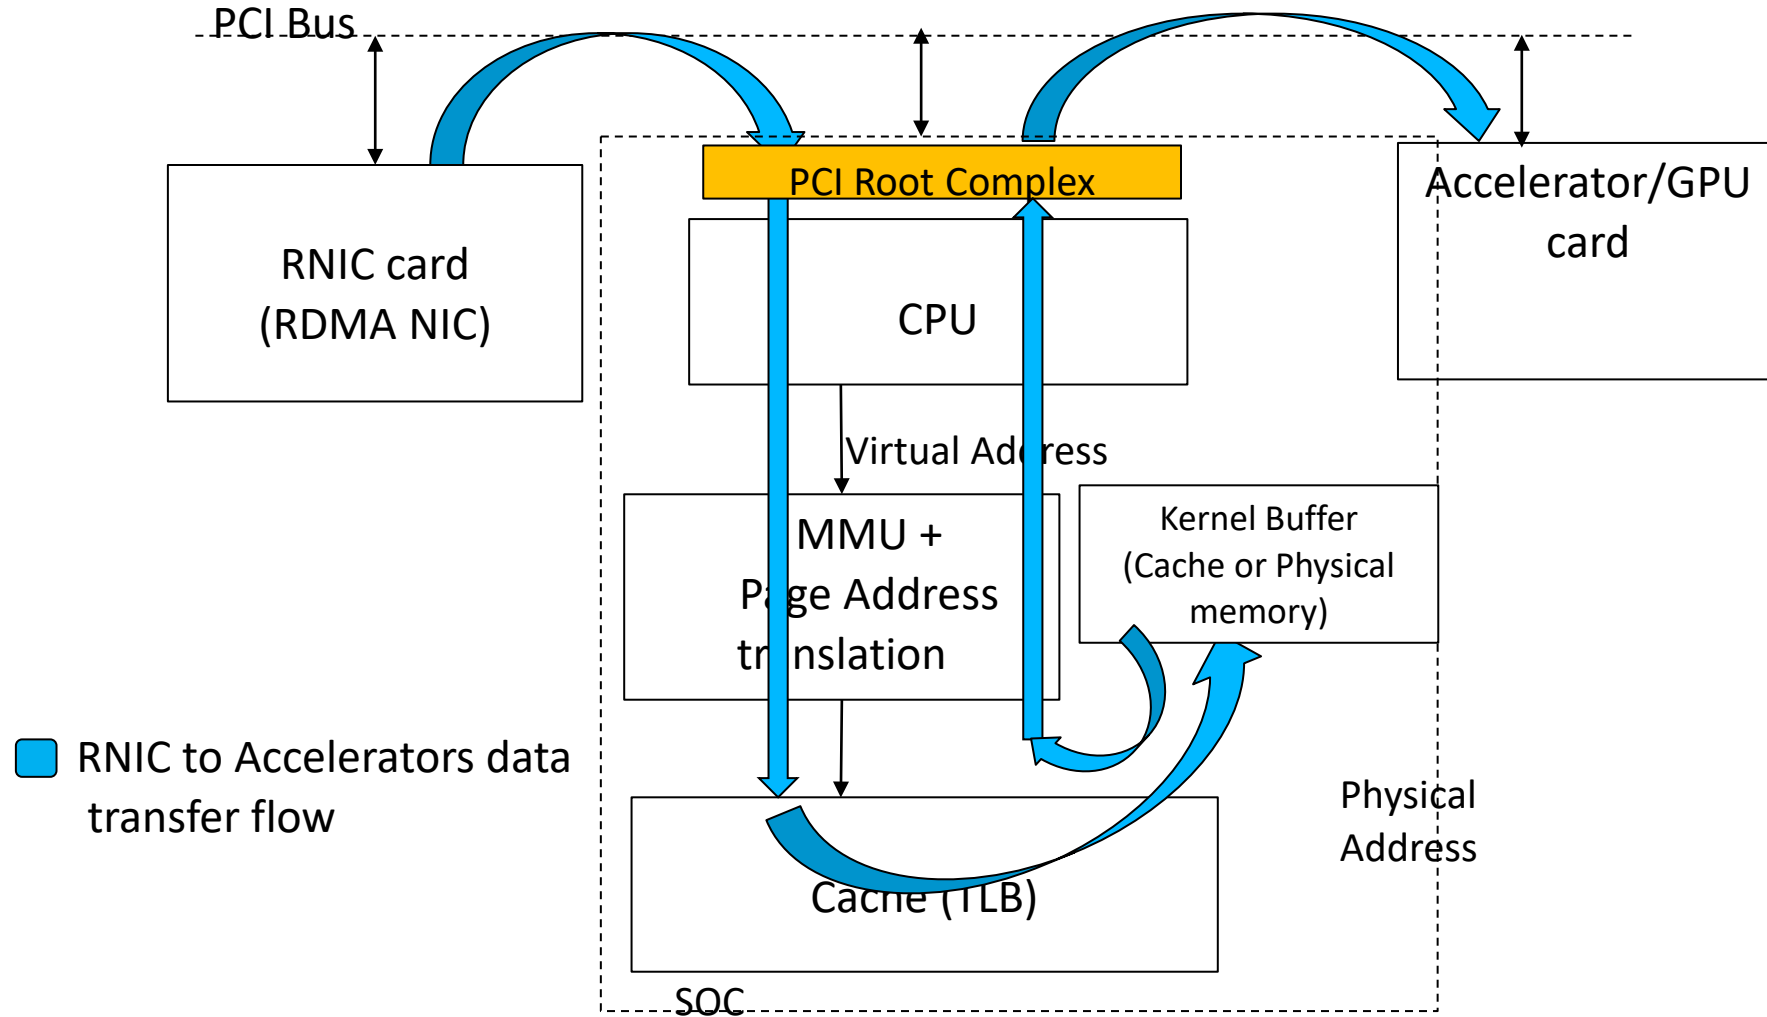 PCI Bus
PCI Root Complex
Accelerator/GPU
card
RNIC card
(RDMA NIC)
CPU
Virtual Address
MMU +
Page Address
translation
Kernel Buffer
(Cache or Physical
memory)
RNIC to Accelerators data
transfer flow
Physical
Address
Cache (TLB)
SOC